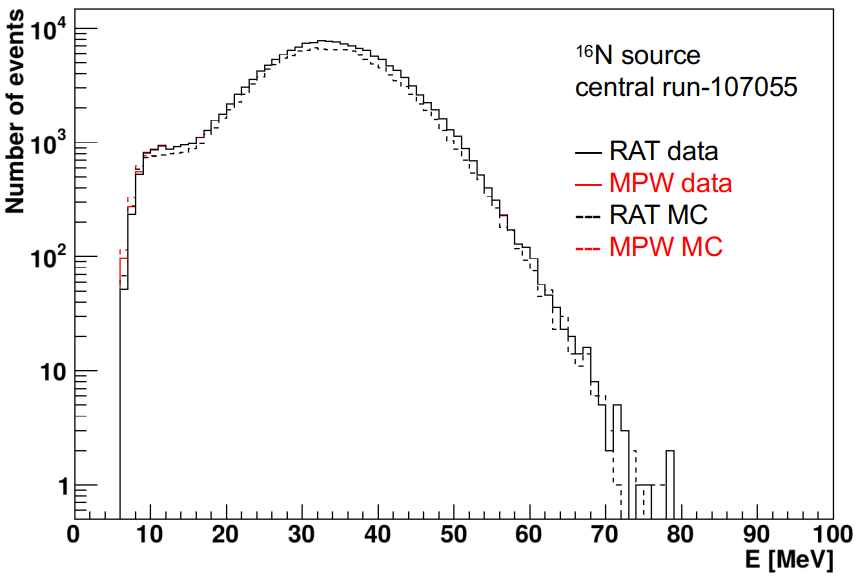 Number of events
10⁴
10³
10²
10
1
¹⁶N source
central run-107055
RAT data
MPW data
RAT MC
MPW MC
0 10 20 30 40 50 60 70 80 90 100
E [MeV]